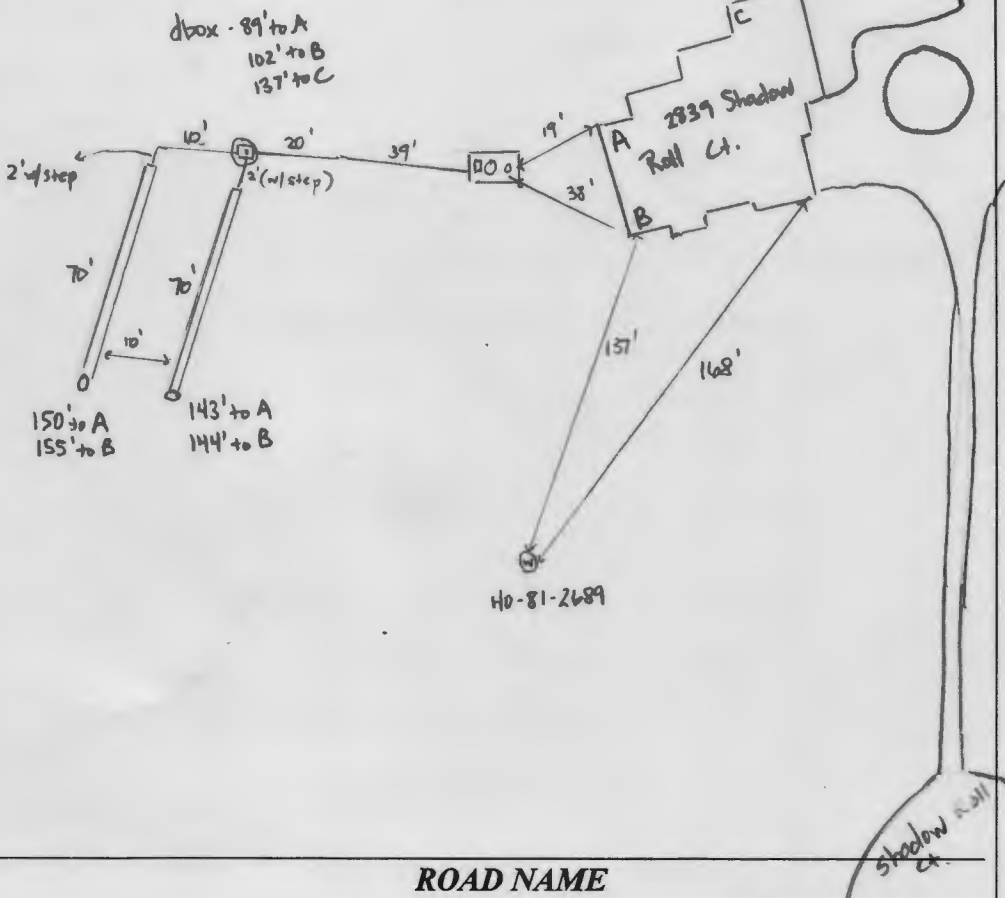 dbox - 89' to A
102' to B
137' to C
C
2839 Shadow
Roll Ct.
A
B
19'
38'
10'
20'
39'
2' w/step
2' (w/step)
70'
70'
10'
150' to A
155' to B
143' to A
144' to B
137'
168'
W
HO-81-2689
Shadow Roll
Ct.
ROAD NAME